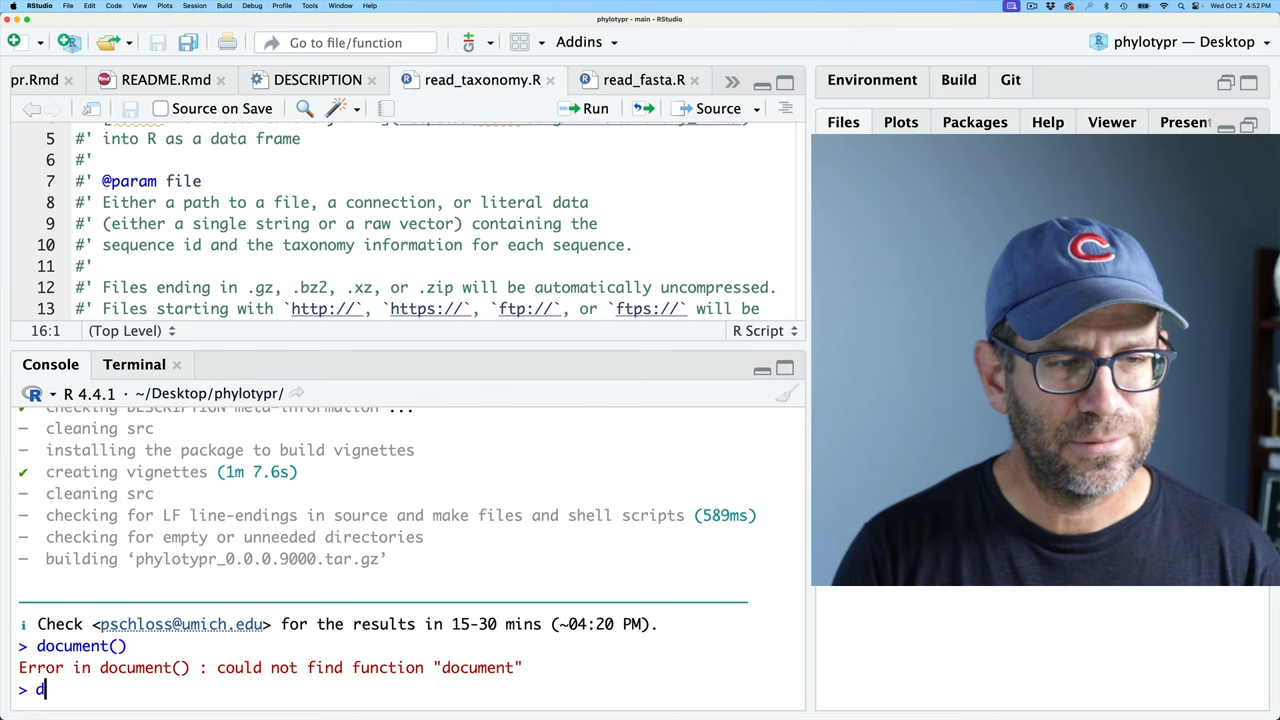 RStudio File Edit Code View Plots Session Build Debug Profile Tools Window Help Wed Oct 2 4:52 PM
phylotypr - main - RStudio
Go to file/function Addins phylotypr — Desktop
pr.Rmd README.Rmd DESCRIPTION read_taxonomy.R read_fasta.R
Source on Save Run Source
5 #' into R as a data frame
6 #'
7 #' @param file
8 #' Either a path to a file, a connection, or literal data
9 #' (either a single string or a raw vector) containing the
10 #' sequence id and the taxonomy information for each sequence.
11 #'
12 #' Files ending in .gz, .bz2, .xz, or .zip will be automatically uncompressed.
13 #' Files starting with `http://`, `https://`, `ftp://`, or `ftps://` will be
16:1 (Top Level) R Script
Console Terminal
R 4.4.1 · ~/Desktop/phylotypr/
✔ checking DESCRIPTION meta-information ...
─ cleaning src
─ installing the package to build vignettes
✔ creating vignettes (1m 7.6s)
─ cleaning src
─ checking for LF line-endings in source and make files and shell scripts (589ms)
─ checking for empty or unneeded directories
─ building ‘phylotypr_0.0.0.9000.tar.gz’
ℹ Check <pschloss@umich.edu> for the results in 15-30 mins (~04:20 PM).
> document()
Error in document() : could not find function "document"
> d
Environment Build Git
Files Plots Packages Help Viewer Present
C